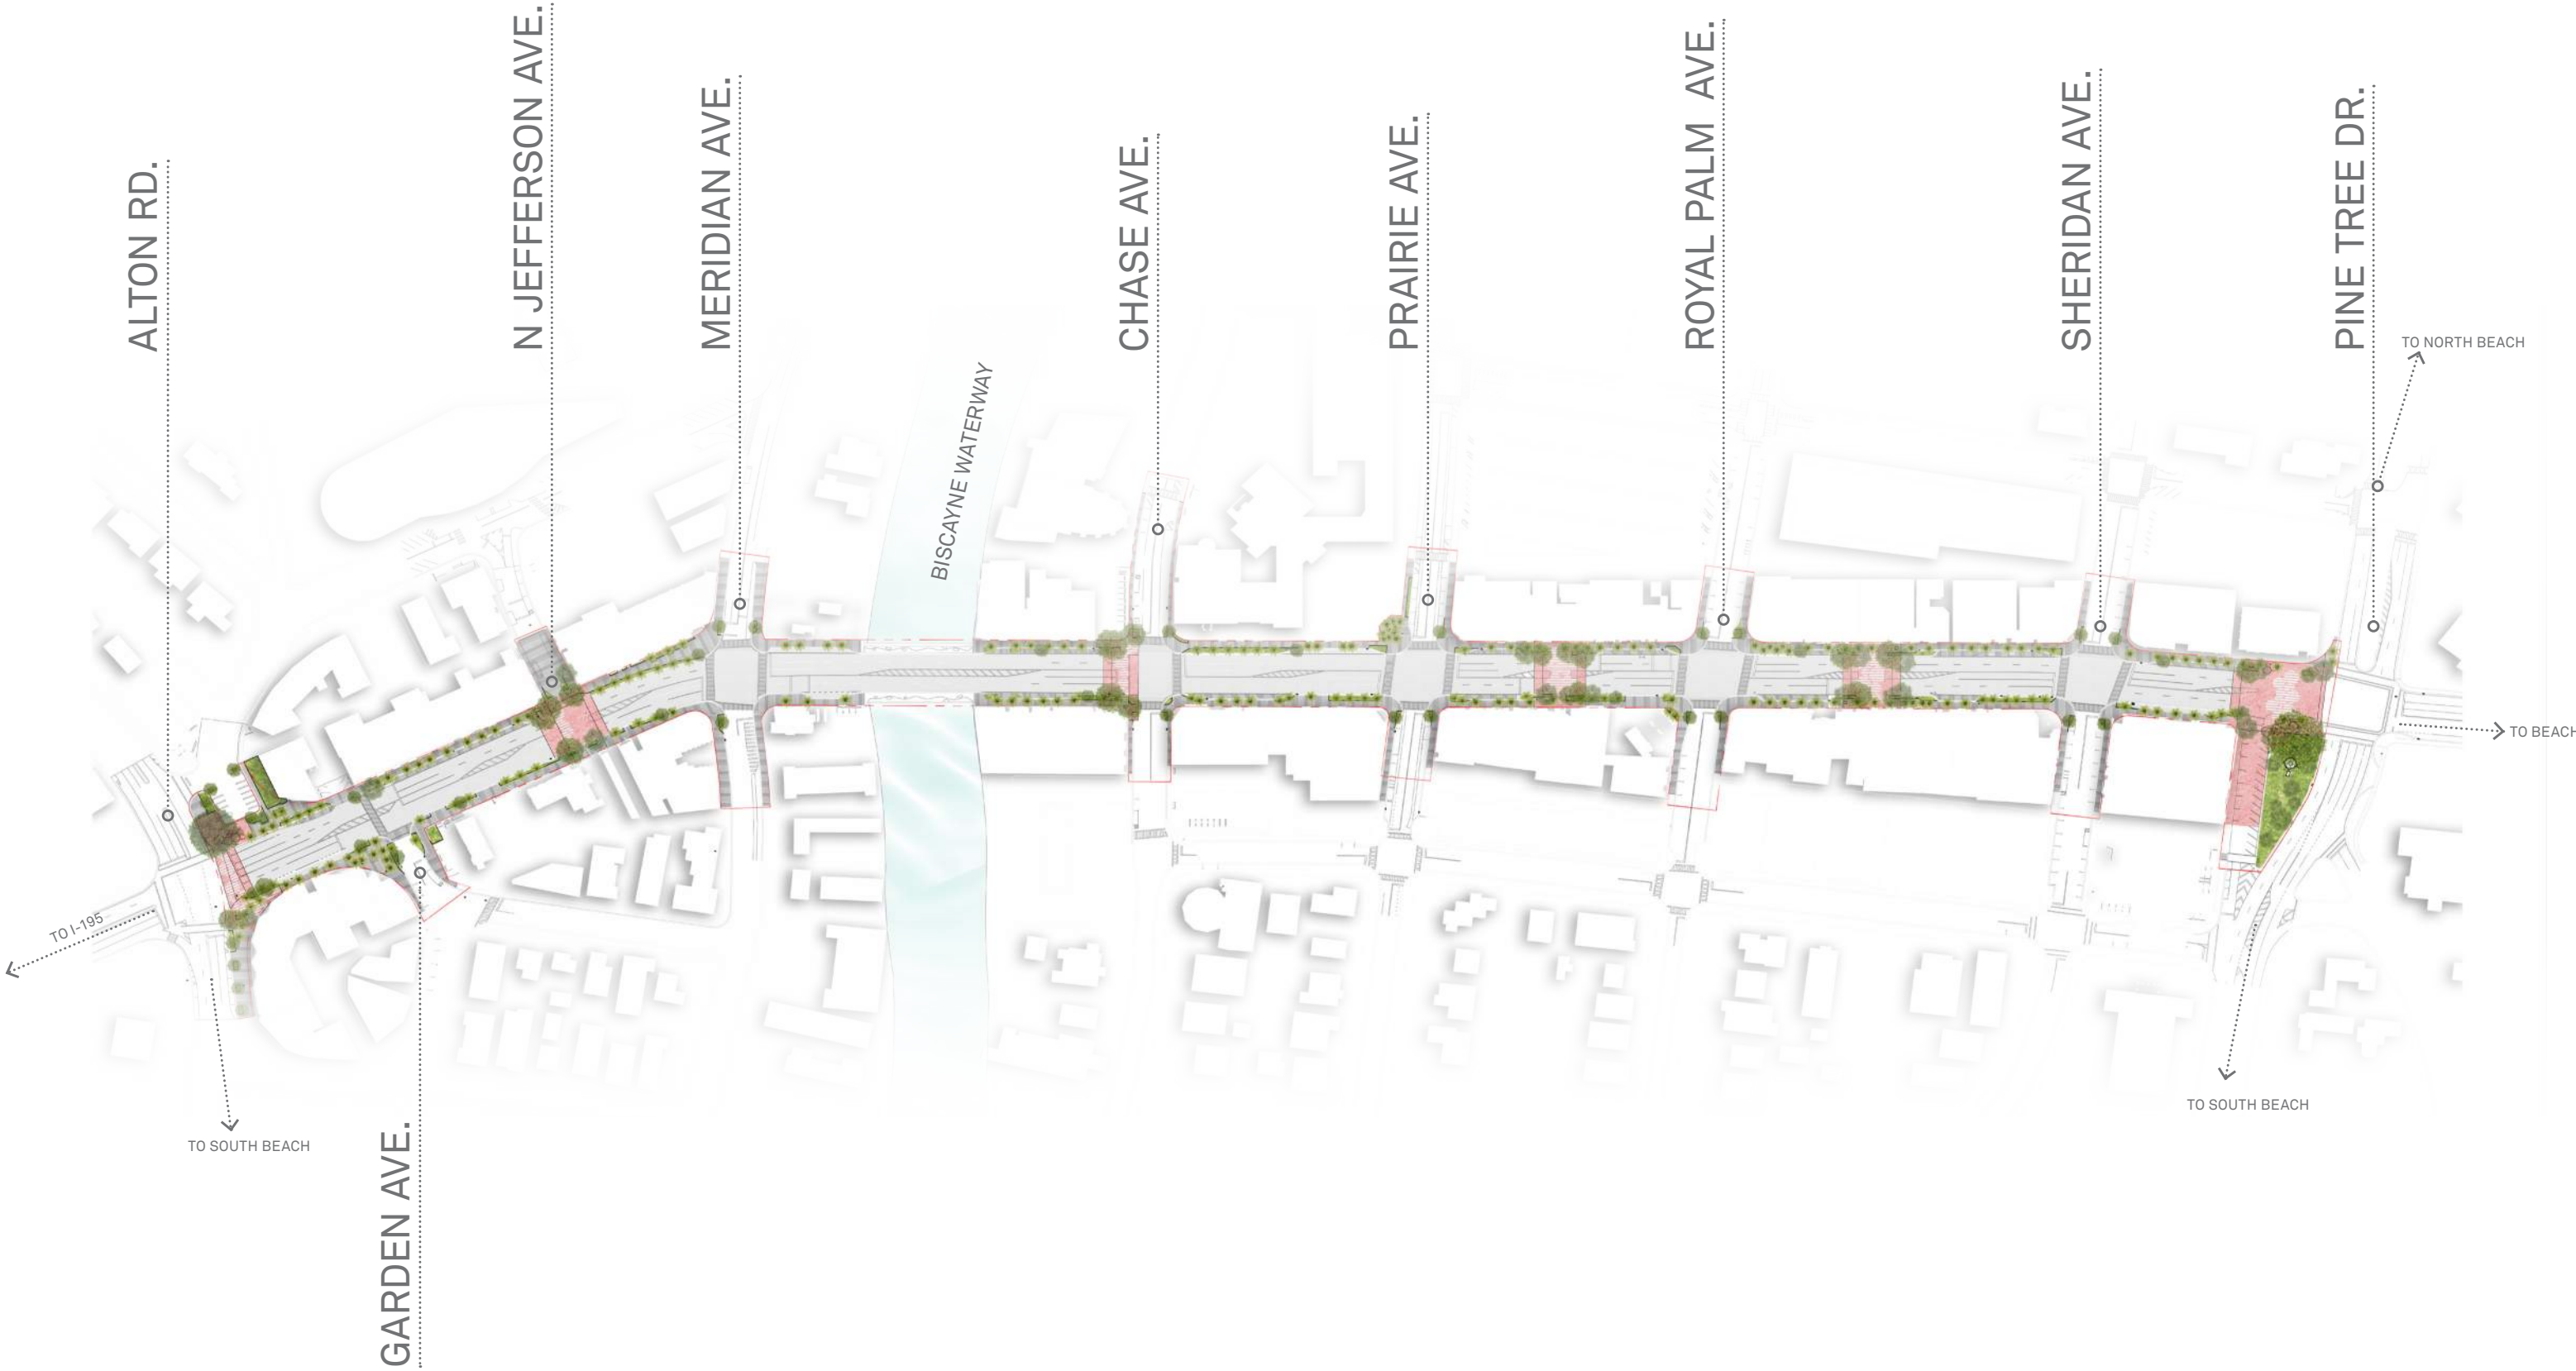 ALTON RD.
N JEFFERSON AVE.
MERIDIAN AVE.
CHASE AVE.
PRAIRIE AVE.
ROYAL PALM AVE.
SHERIDAN AVE.
PINE TREE DR.
TO NORTH BEACH
BISCAYNE WATERWAY
TO BEACH
TO I-195
TO SOUTH BEACH
TO SOUTH BEACH
GARDEN AVE.